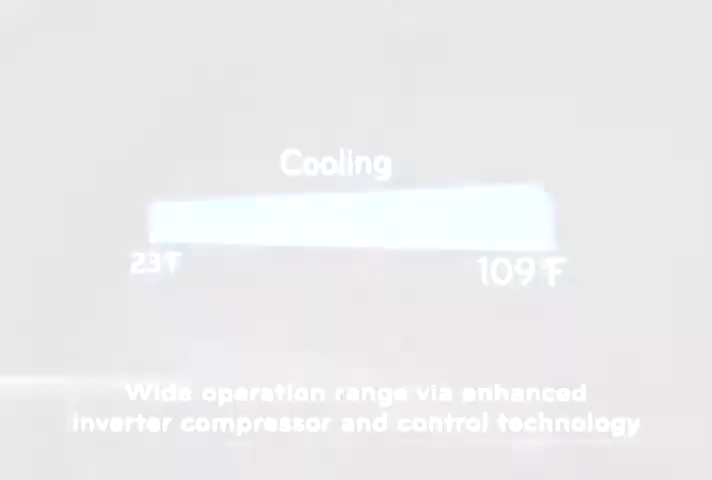 Cooling
23°F
109°F
Wide operation range via enhanced
inverter compressor and control technology